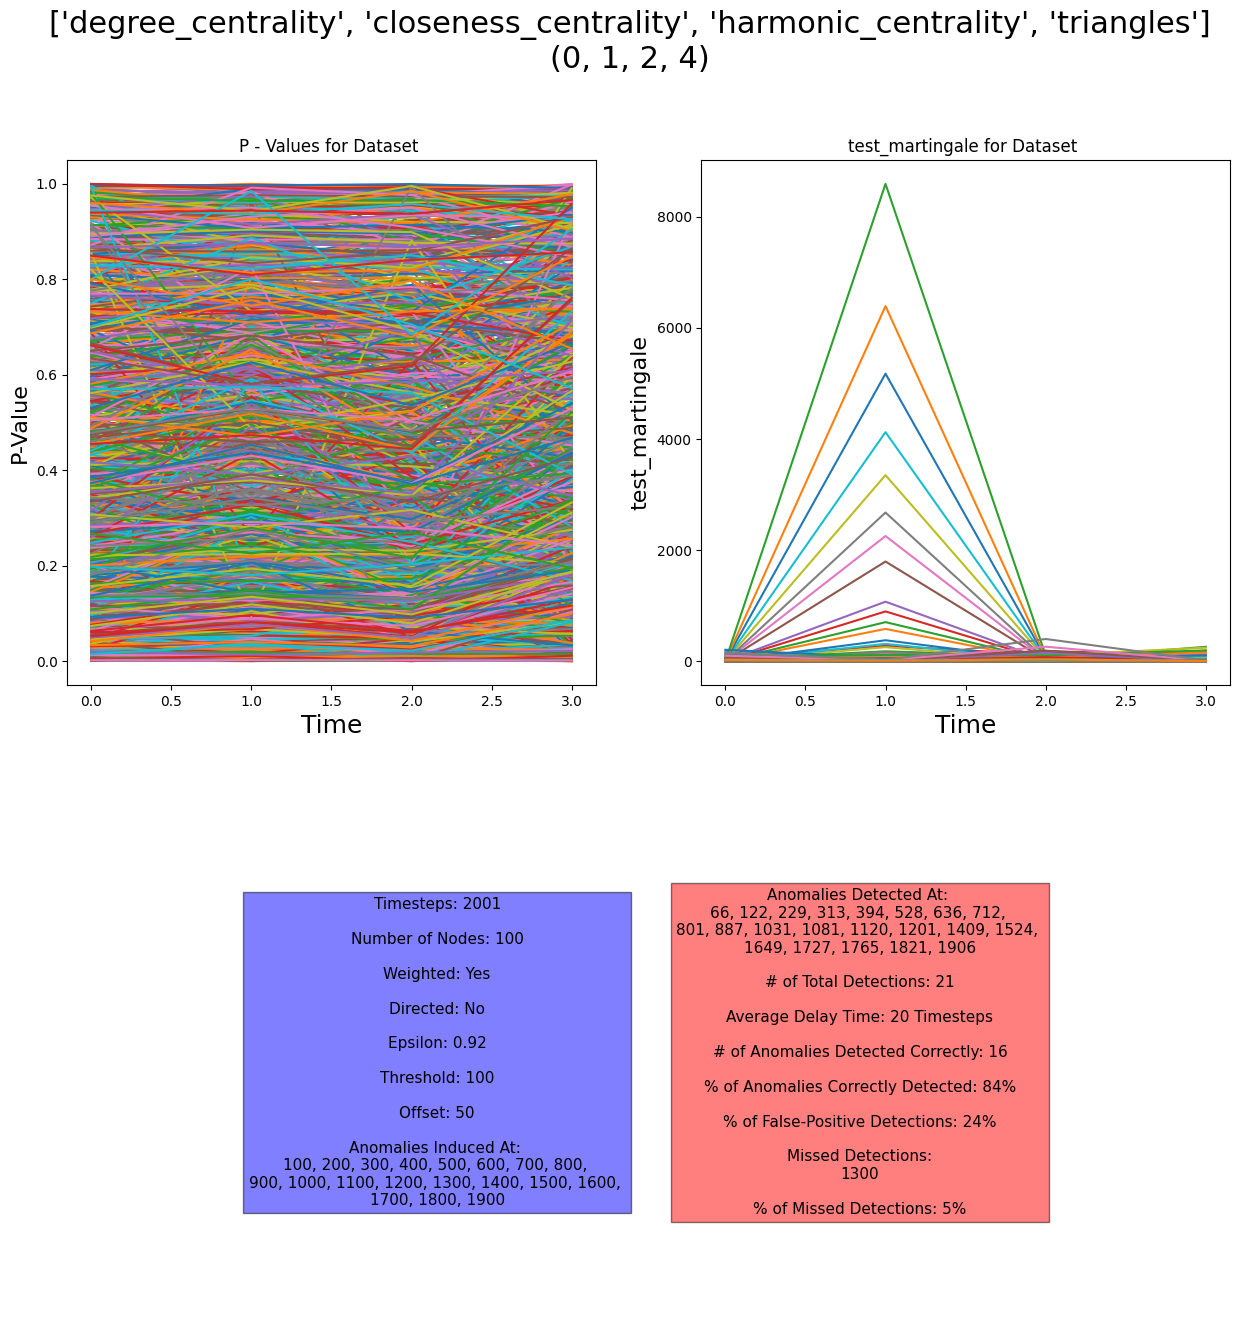 ['degree_centrality', 'closeness_centrality', 'harmonic_centrality', 'triangles']
(0, 1, 2, 4)
P - Values for Dataset
1.0
0.8
0.6
0.4
0.2
0.0
P-Value
0.0 0.5 1.0 1.5 2.0 2.5 3.0
Time
test_martingale for Dataset
8000
6000
4000
2000
0
test_martingale
0.0 0.5 1.0 1.5 2.0 2.5 3.0
Time
Timesteps: 2001
Number of Nodes: 100
Weighted: Yes
Directed: No
Epsilon: 0.92
Threshold: 100
Offset: 50
Anomalies Induced At:
100, 200, 300, 400, 500, 600, 700, 800,
900, 1000, 1100, 1200, 1300, 1400, 1500, 1600,
1700, 1800, 1900
Anomalies Detected At:
66, 122, 229, 313, 394, 528, 636, 712,
801, 887, 1031, 1081, 1120, 1201, 1409, 1524,
1649, 1727, 1765, 1821, 1906
# of Total Detections: 21
Average Delay Time: 20 Timesteps
# of Anomalies Detected Correctly: 16
% of Anomalies Correctly Detected: 84%
% of False-Positive Detections: 24%
Missed Detections:
1300
% of Missed Detections: 5%